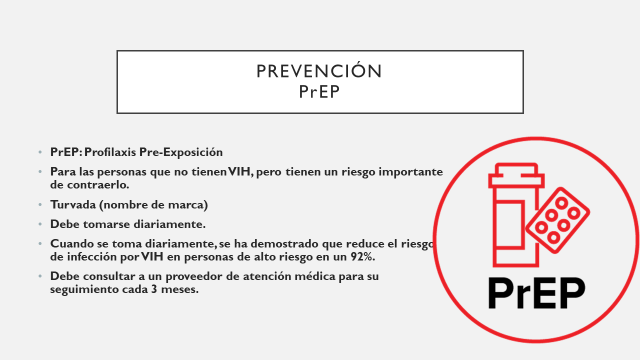 PREVENCIÓN
PrEP
PrEP: Profilaxis Pre-Exposición
Para las personas que no tienen VIH, pero tienen un riesgo importante
de contraerlo.
Turvada (nombre de marca)
Debe tomarse diariamente.
Cuando se toma diariamente, se ha demostrado que reduce el riesgo
de infección por VIH en personas de alto riesgo en un 92%.
Debe consultar a un proveedor de atención médica para su
seguimiento cada 3 meses.
PrEP